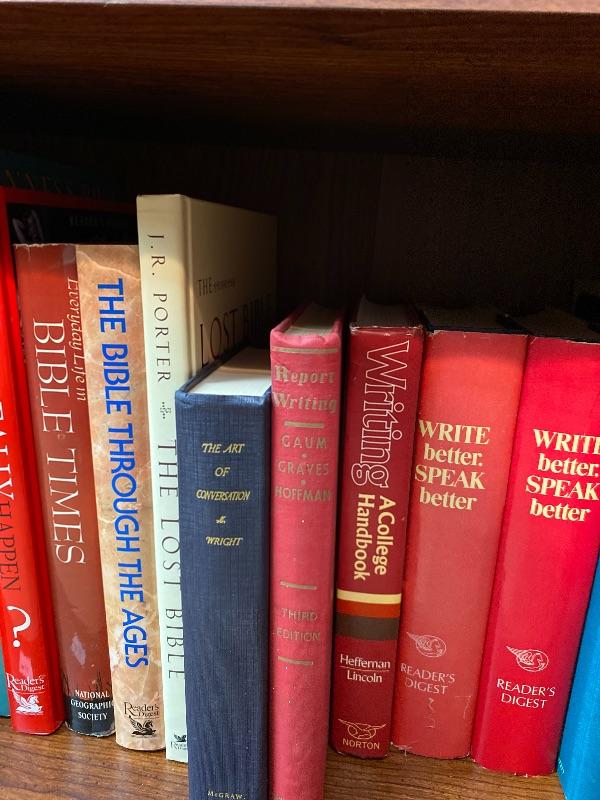 HAPPEN
?
Reader's
Digest
Everyday Life in
BIBLE TIMES
NATIONAL
GEOGRAPHIC
SOCIETY
THE BIBLE THROUGH THE AGES
Reader's
Digest
J.R. PORTER
THE LOST BIBLE
THE
LOST BIBLE
THE ART
OF
CONVERSATION
&
WRIGHT
McGRAW
Report
Writing
GAUM
•
GRAVES
•
HOFFMAN
THIRD
EDITION
Writing
A College
Handbook
Heffernan
Lincoln
NORTON
WRITE
better.
SPEAK
better
READER'S
DIGEST
WRITE
better.
SPEAK
better
READER'S
DIGEST